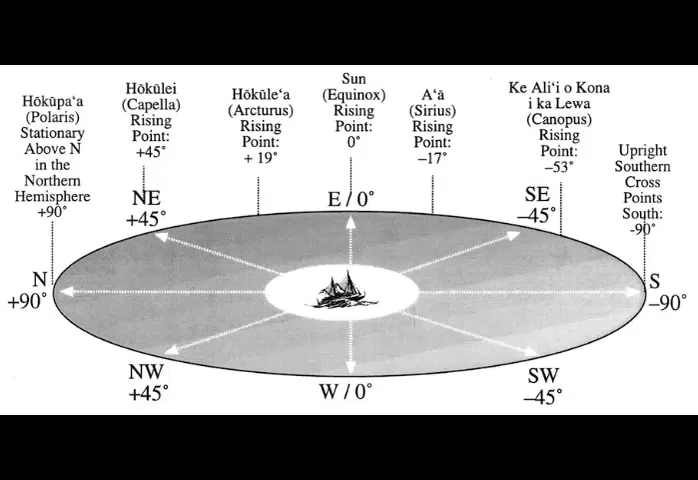 Hōkūpa‘a
(Polaris)
Stationary
Above N
in the
Northern
Hemisphere
+90°
Hōkūlei
(Capella)
Rising
Point:
+45°
Hōkūle‘a
(Arcturus)
Rising
Point:
+ 19°
Sun
(Equinox)
Rising
Point:
0°
A‘ā
(Sirius)
Rising
Point:
–17°
Ke Ali‘i o Kona
i ka Lewa
(Canopus)
Rising
Point:
–53°
Upright
Southern
Cross
Points
South:
-90°
NE
+45°
E / 0°
SE
–45°
N
+90°
S
–90°
NW
+45°
W / 0°
SW
–45°